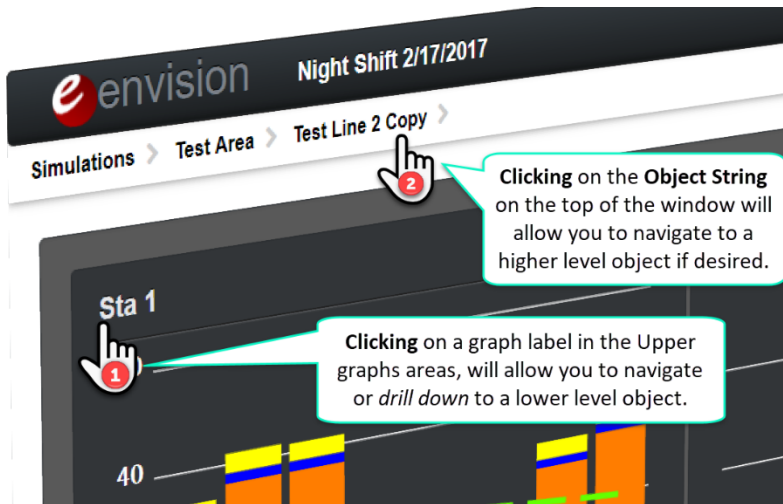 e envision Night Shift 2/17/2017
Simulations Test Area Test Line 2 Copy
2
Clicking on the Object String
on the top of the window will
allow you to navigate to a
higher level object if desired.
Sta 1
1
Clicking on a graph label in the Upper
graphs areas, will allow you to navigate
or drill down to a lower level object.
40